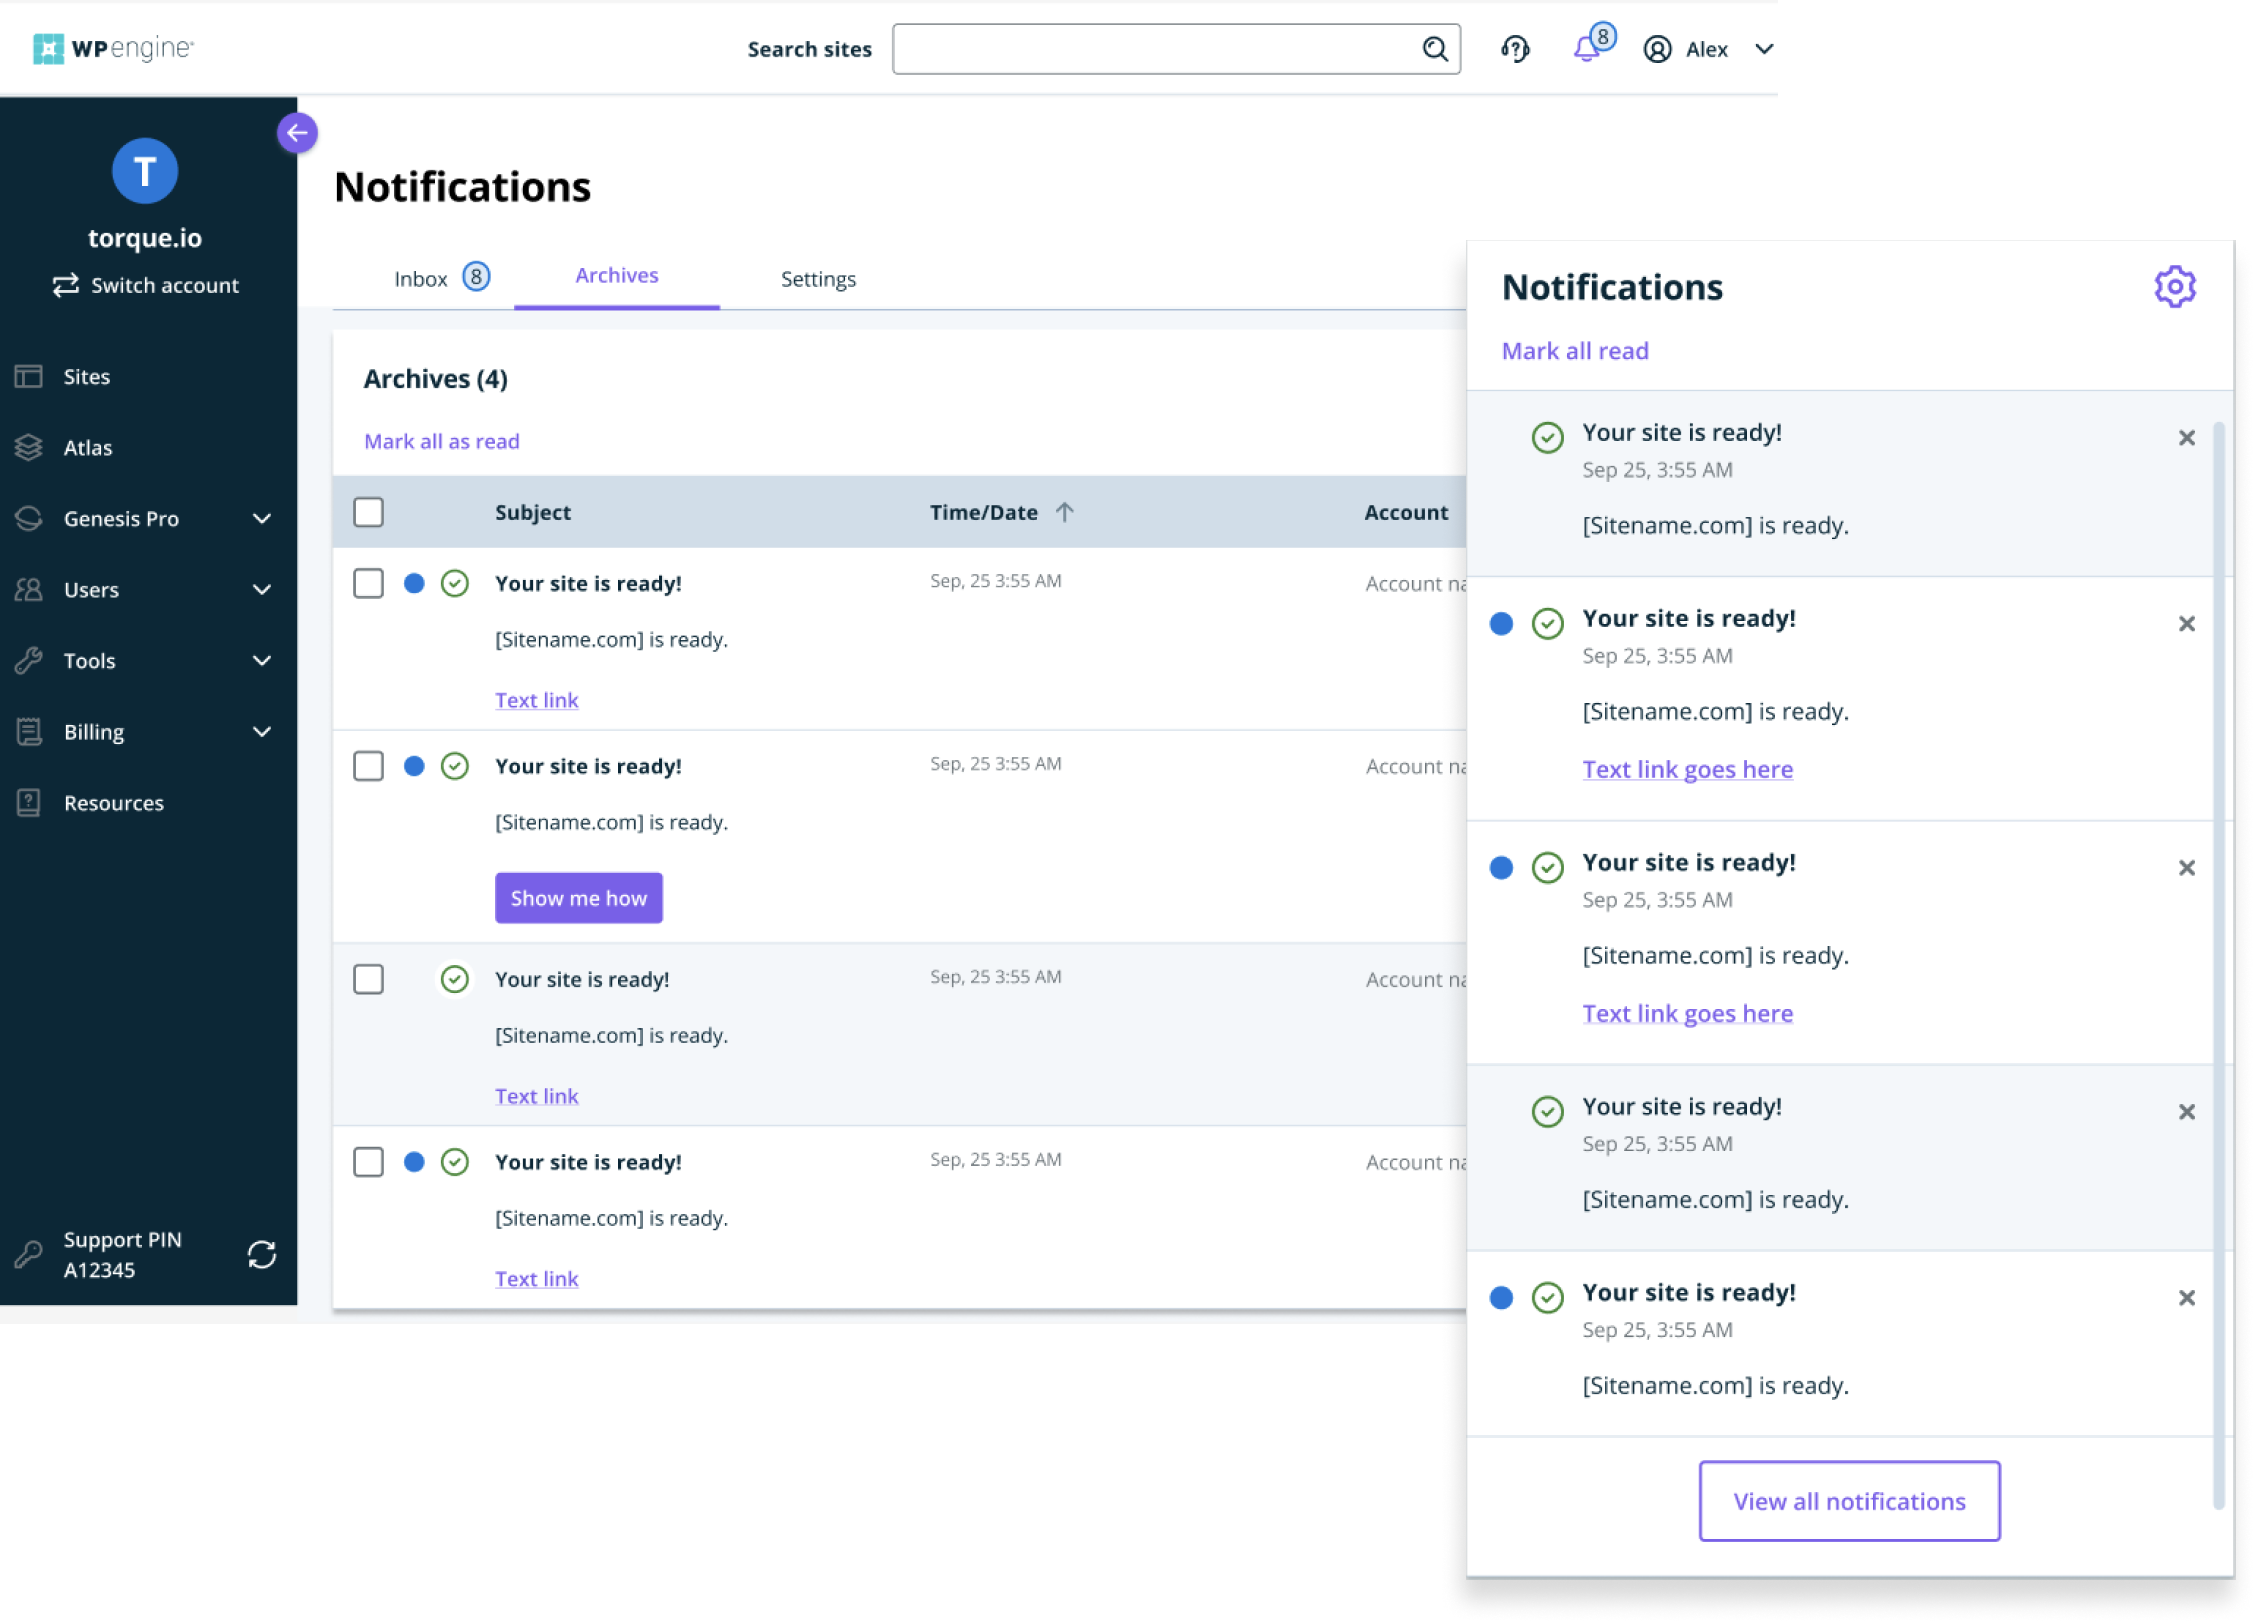 WPengine®
Search sites
8
Alex
T
torque.io
Switch account
Sites
Atlas
Genesis Pro
Users
Tools
Billing
Resources
Support PIN
A12345
Notifications
Inbox 8 Archives Settings
Archives (4)
Mark all as read
Subject Time/Date Account
Your site is ready! Sep, 25 3:55 AM Account na
[Sitename.com] is ready.
Text link
Your site is ready! Sep, 25 3:55 AM Account na
[Sitename.com] is ready.
Show me how
Your site is ready! Sep, 25 3:55 AM Account na
[Sitename.com] is ready.
Text link
Your site is ready! Sep, 25 3:55 AM Account na
[Sitename.com] is ready.
Text link
Notifications
Mark all read
Your site is ready!
Sep 25, 3:55 AM
[Sitename.com] is ready.
Your site is ready!
Sep 25, 3:55 AM
[Sitename.com] is ready.
Text link goes here
Your site is ready!
Sep 25, 3:55 AM
[Sitename.com] is ready.
Text link goes here
Your site is ready!
Sep 25, 3:55 AM
[Sitename.com] is ready.
Your site is ready!
Sep 25, 3:55 AM
[Sitename.com] is ready.
View all notifications